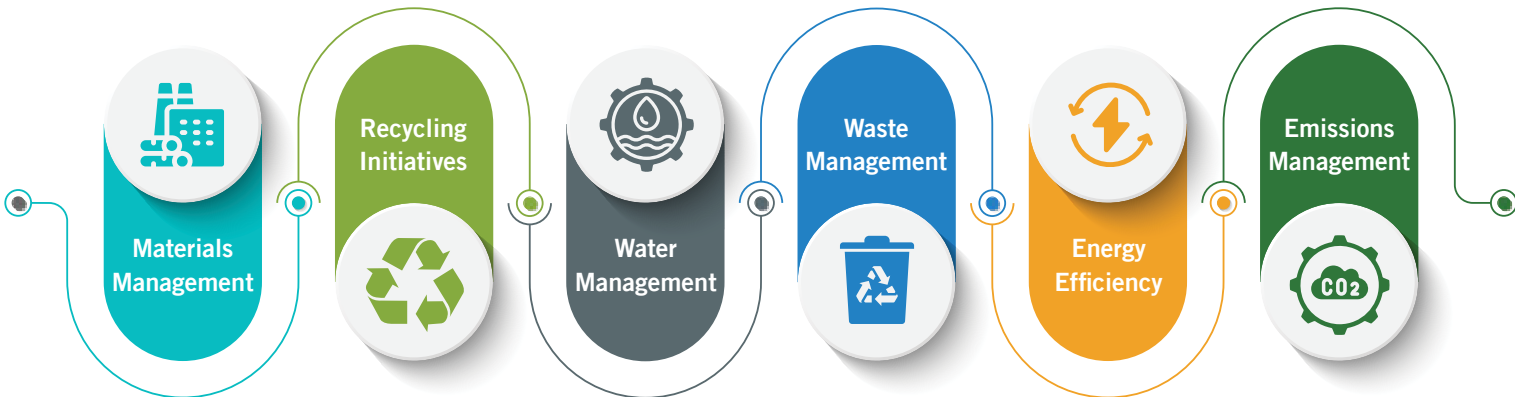 Materials
Management
Recycling
Initiatives
Water
Management
Waste
Management
Energy
Efficiency
Emissions
Management
CO2